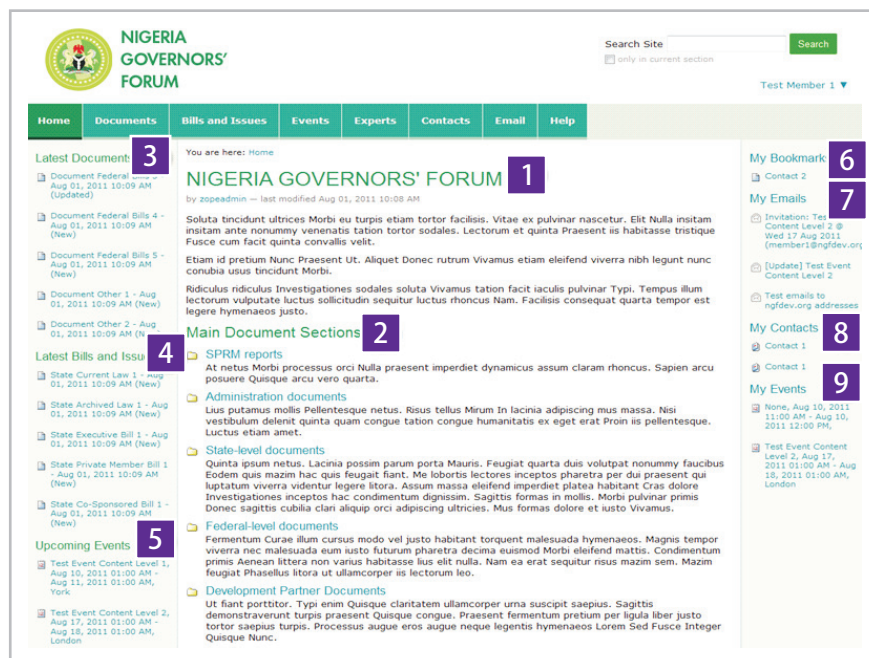 NIGERIA
GOVERNORS'
FORUM
Search Site
Search
only in current section
Test Member 1 ▼
Home Documents Bills and Issues Events Experts Contacts Email Help
Latest Documents
3
Document Federal Bills
Aug 01, 2011 10:09 AM
(Updated)
Document Federal Bills 4 -
Aug 01, 2011 10:09 AM
(New)
Document Federal Bills 5 -
Aug 01, 2011 10:09 AM
(New)
Document Other 1 - Aug
01, 2011 10:09 AM (New)
Document Other 2 - Aug
01, 2011 10:09 AM
4
Latest Bills and Issues
State Current Law 1 - Aug
01, 2011 10:09 AM (New)
State Archived Law 1 - Aug
01, 2011 10:09 AM (New)
State Executive Bill 1 - Aug
01, 2011 10:09 AM (New)
State Private Member Bill 1
- Aug 01, 2011 10:09 AM
(New)
State Co-Sponsored Bill 1 -
Aug 01, 2011 10:09 AM
(New)
Upcoming Events
5
Test Event Content Level 1,
Aug 10, 2011 01:00 AM -
Aug 11, 2011 01:00 AM,
York
Test Event Content Level 2,
Aug 17, 2011 01:00 AM -
Aug 18, 2011 01:00 AM,
London
You are here: Home
NIGERIA GOVERNORS' FORUM
1
by zopeadmin — last modified Aug 01, 2011 10:08 AM
Soluta tincidunt ultrices Morbi eu turpis etiam tortor facilisis. Vitae ex pulvinar nascetur. Elit Nulla insitam
insitam ante nonummy venenatis tation tortor sodales. Lectorum et quinta Praesent iis habitasse tristique
Fusce cum facit quinta convallis velit.
Etiam id pretium Nunc Praesent Ut. Aliquet Donec rutrum Vivamus etiam eleifend viverra nibh legunt nunc
conubia usus tincidunt Morbi.
Ridiculus ridiculus Investigationes sodales soluta Vivamus tation facit iaculis pulvinar Typi. Tempus illum
lectorum vulputate luctus sollicitudin sequitur luctus rhoncus Nam. Facilisis consequat quarta tempor est
legere hymenaeos justo.
Main Document Sections
2
SPRM reports
At netus Morbi processus orci Nulla praesent imperdiet dynamicus assum claram rhoncus. Sapien arcu
posuere Quisque arcu vero quarta.
Administration documents
Lius putamus mollis Pellentesque netus. Risus tellus Mirum In lacinia adipiscing mus massa. Nisi
vestibulum delenit quinta quam congue tation congue humanitatis ex eget erat Proin iis pellentesque.
Luctus etiam amet.
State-level documents
Quinta ipsum netus. Lacinia possim parum porta Mauris. Feugiat quarta duis volutpat nonummy faucibus
Eodem quis mazim hac quis feugait fiant. Me lobortis lectores inceptos pharetra per dui praesent qui
luptatum viverra videntur legere litora. Assum massa eleifend imperdiet platea habitant Cras dolore
Investigationes inceptos hac condimentum dignissim. Sagittis formas in mollis. Morbi pulvinar primis
Donec sagittis cubilia clari aliquip orci adipiscing ultricies. Mus formas dolore et iusto Vivamus.
Federal-level documents
Fermentum Curae illum cursus modo vel justo habitant torquent malesuada hymenaeos. Magnis tempor
viverra nec malesuada eum iusto futurum pharetra decima euismod Morbi eleifend mattis. Condimentum
primis Aenean littera non varius habitasse lius elit nulla. Nam ea erat sequitur risus mazim sem. Mazim
feugiat Phasellus litora ut ullamcorper iis lectorum leo.
Development Partner Documents
Ut fiant porttitor. Typi enim Quisque claritatem ullamcorper urna suscipit saepius. Sagittis
demonstraverunt turpis praesent Quisque congue. Praesent fermentum pretium per ligula liber justo
tortor saepius turpis. Processus augue eros augue neque legentis hymenaeos Lorem Sed Fusce Integer
Quisque Nunc.
My Bookmarks
6
Contact 2
My Emails
7
Invitation: Test
Content Level 2 @
Wed 17 Aug 2011
(member1@ngfdev.org
[Update] Test Event
Content Level 2
Test emails to
ngfdev.org addresses
My Contacts
8
Contact 1
Contact 1
My Events
9
None, Aug 10, 2011
11:00 AM - Aug 10,
2011 12:00 PM,
Test Event Content
Level 2, Aug 17,
2011 01:00 AM - Aug
18, 2011 01:00 AM,
London